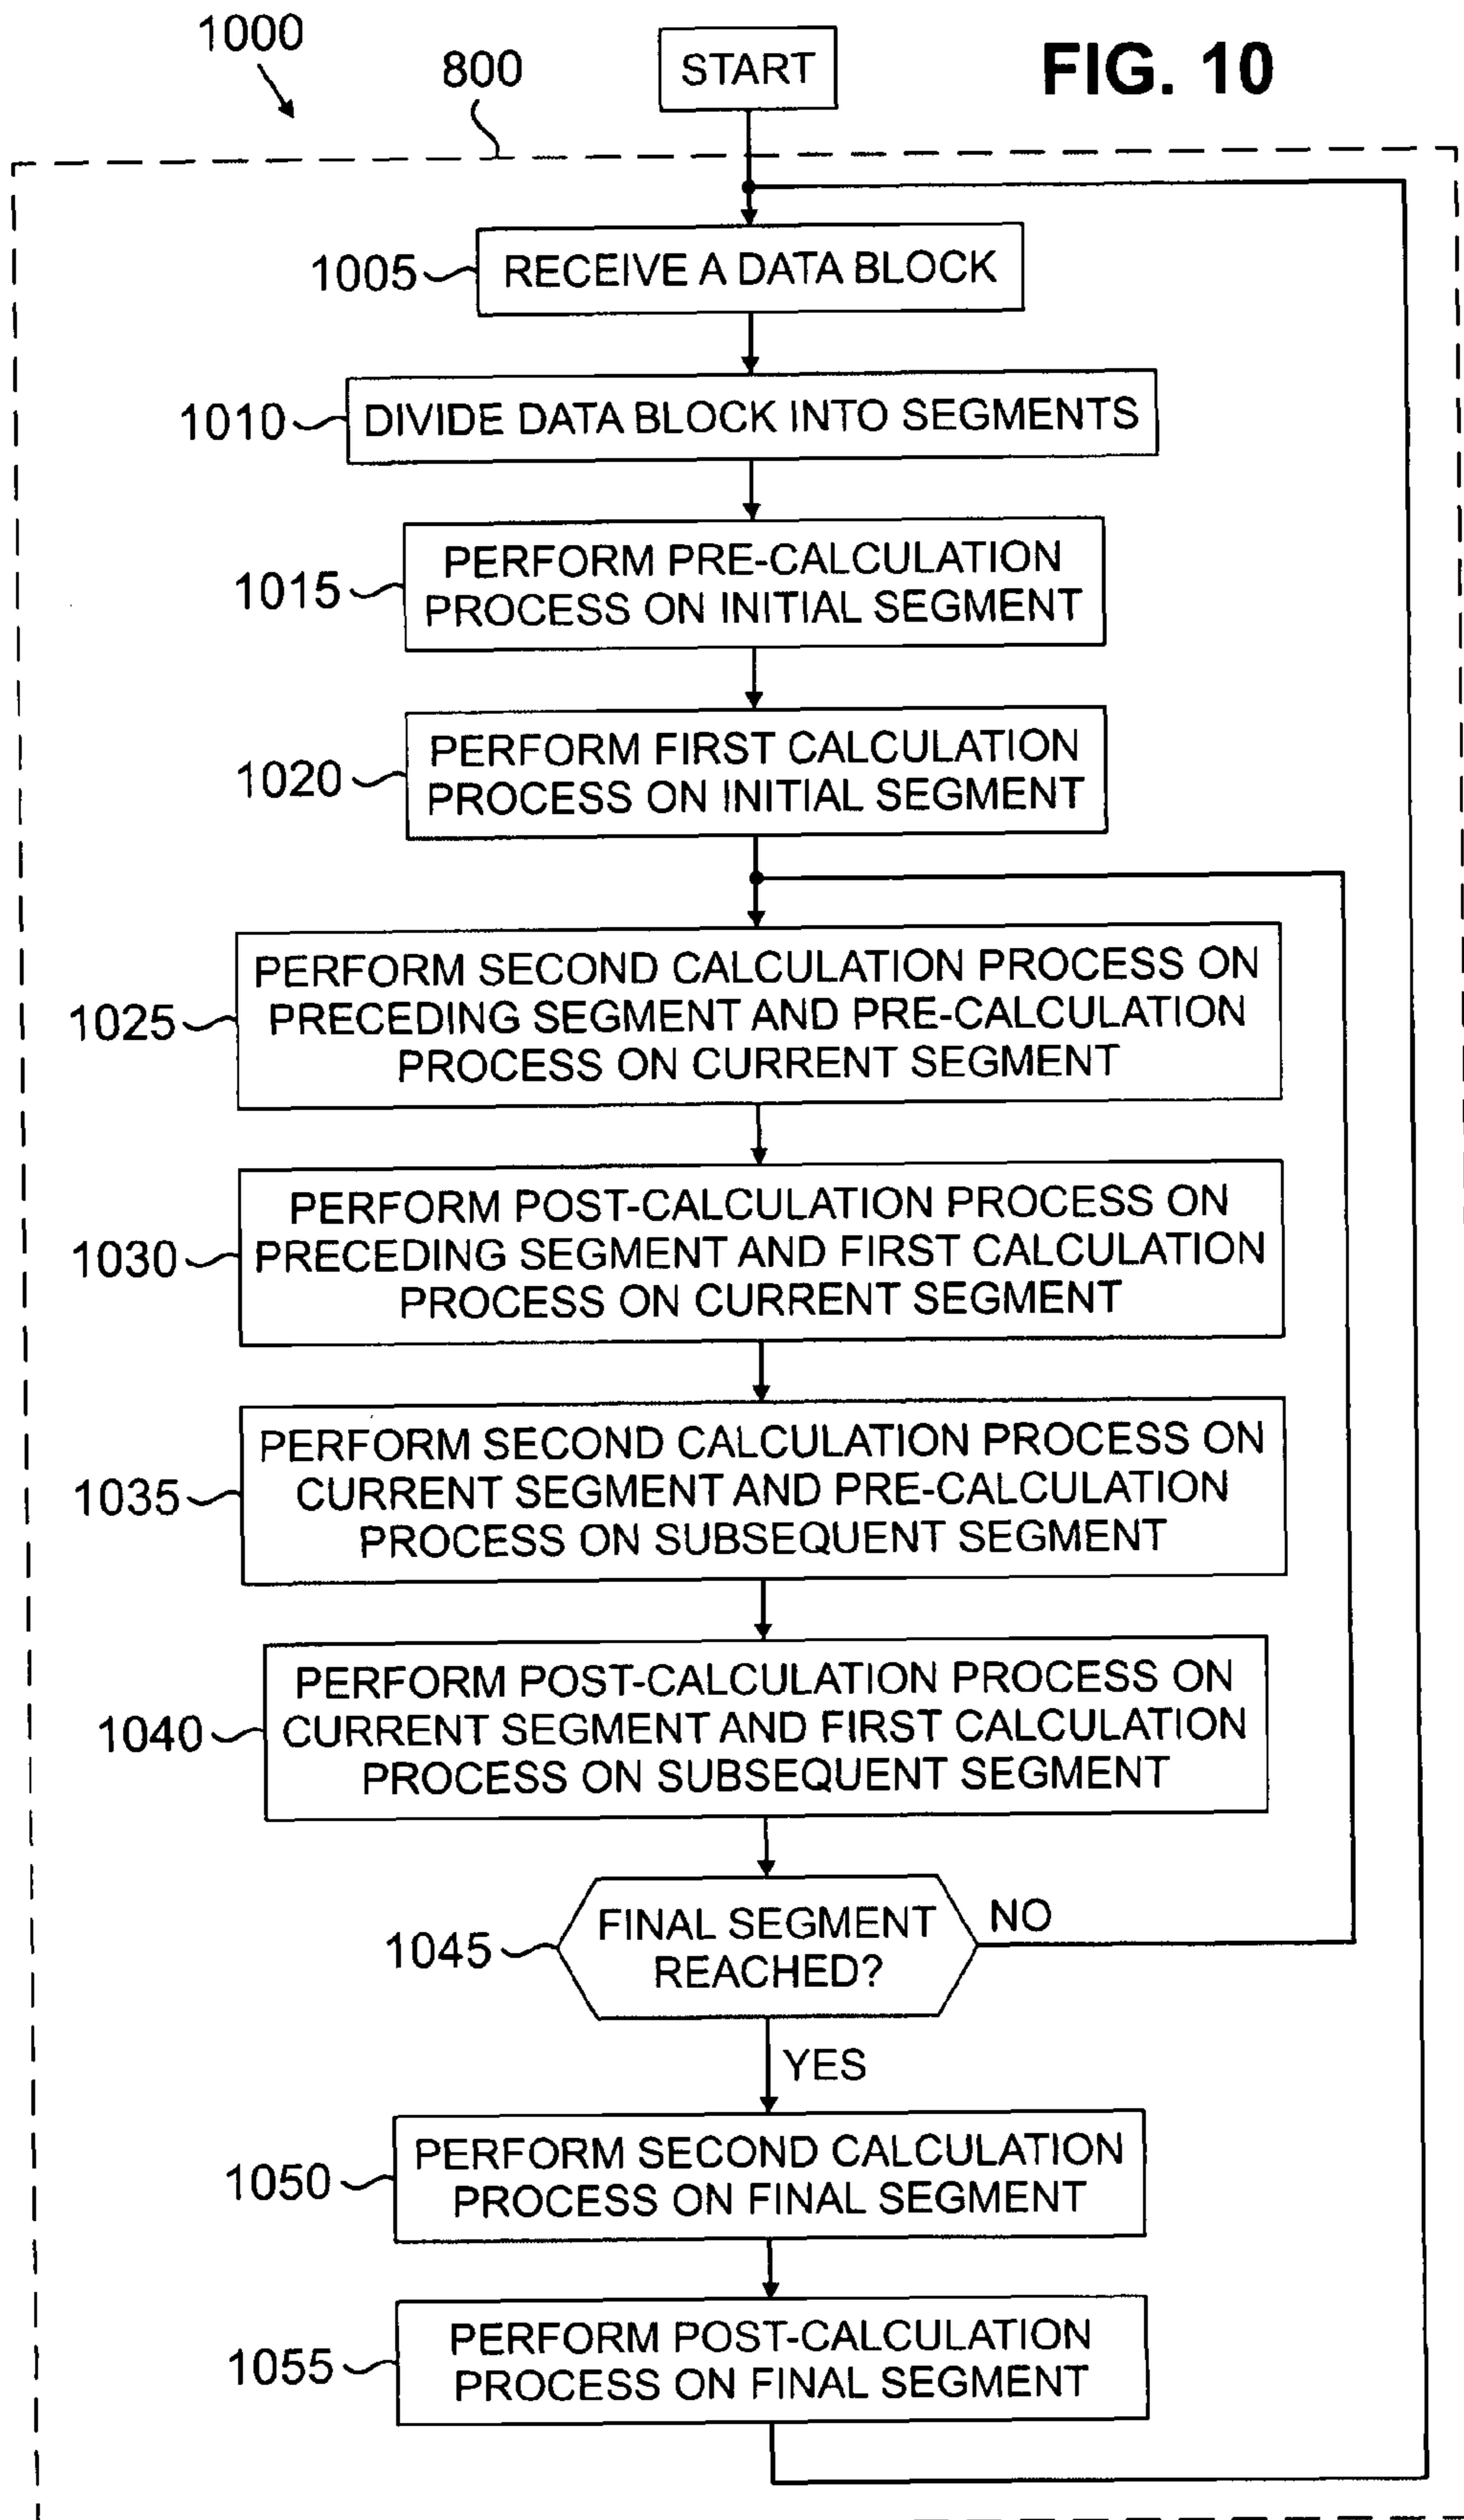 1000
800
START
FIG. 10
1005
RECEIVE A DATA BLOCK
1010
DIVIDE DATA BLOCK INTO SEGMENTS
1015
PERFORM PRE-CALCULATION
PROCESS ON INITIAL SEGMENT
1020
PERFORM FIRST CALCULATION
PROCESS ON INITIAL SEGMENT
1025
PERFORM SECOND CALCULATION PROCESS ON
PRECEDING SEGMENT AND PRE-CALCULATION
PROCESS ON CURRENT SEGMENT
1030
PERFORM POST-CALCULATION PROCESS ON
PRECEDING SEGMENT AND FIRST CALCULATION
PROCESS ON CURRENT SEGMENT
1035
PERFORM SECOND CALCULATION PROCESS ON
CURRENT SEGMENT AND PRE-CALCULATION
PROCESS ON SUBSEQUENT SEGMENT
1040
PERFORM POST-CALCULATION PROCESS ON
CURRENT SEGMENT AND FIRST CALCULATION
PROCESS ON SUBSEQUENT SEGMENT
1045
FINAL SEGMENT
REACHED?
NO
YES
1050
PERFORM SECOND CALCULATION
PROCESS ON FINAL SEGMENT
1055
PERFORM POST-CALCULATION
PROCESS ON FINAL SEGMENT